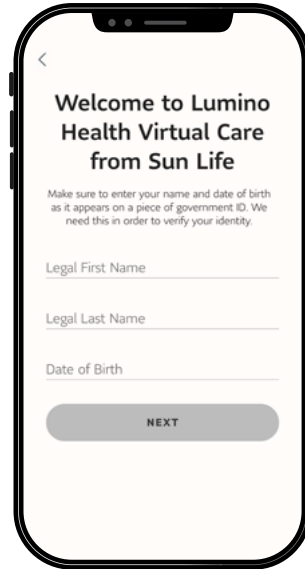 Welcome to Lumino
Health Virtual Care
from Sun Life
Make sure to enter your name and date of birth
as it appears on a piece of government ID. We
need this in order to verify your identity.
Legal First Name
Legal Last Name
Date of Birth
NEXT